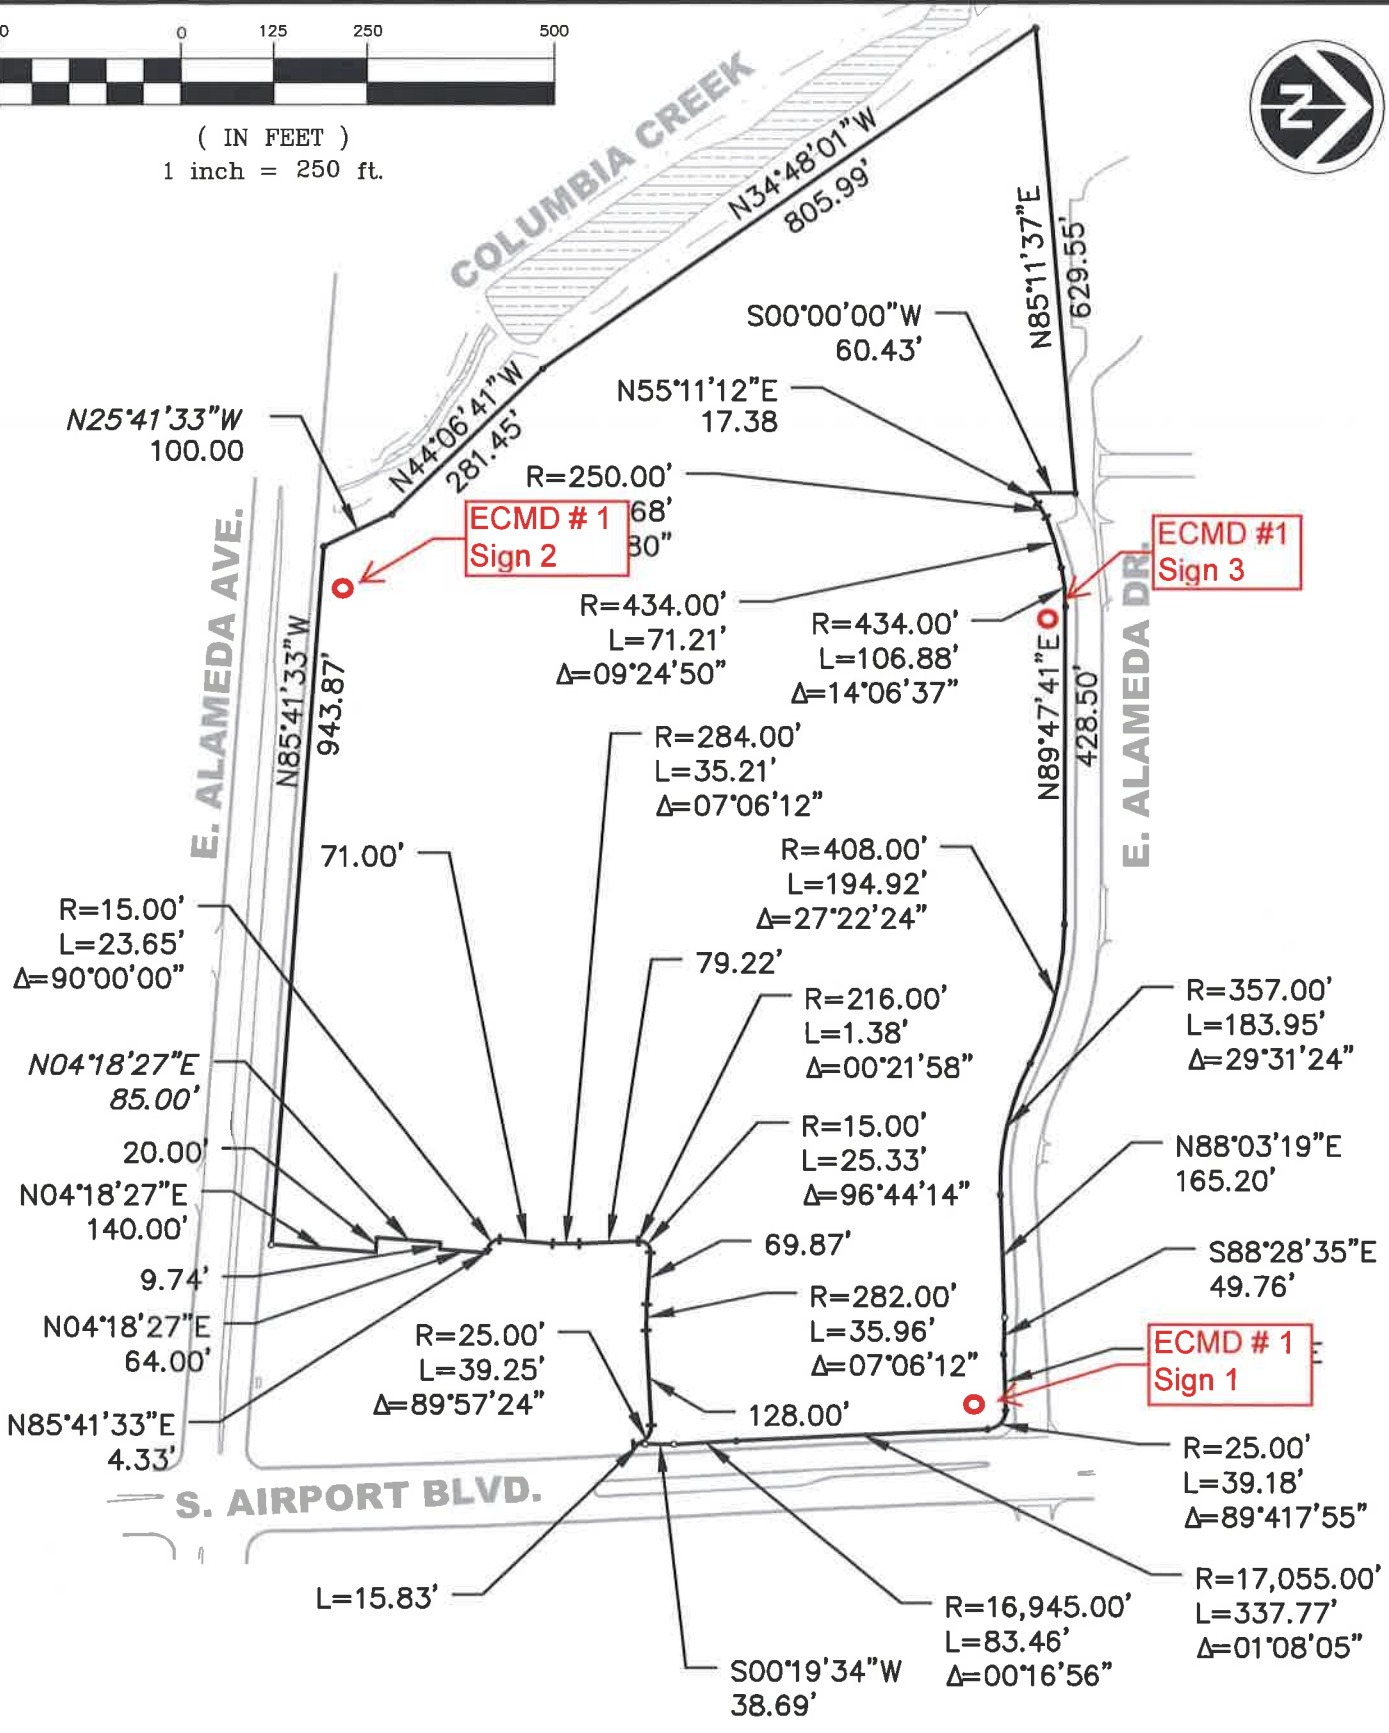 0
0
125
250
500
( IN FEET )
1 inch = 250 ft.
N
COLUMBIA CREEK
N34°48'01"W
805.99'
N85°11'37"E
629.55'
S00°00'00"W
60.43'
N55°11'12"E
17.38
N25°41'33"W
100.00
N44°06'41"W
281.45'
R=250.00'
68'
30"
ECMD # 1
Sign 2
ECMD #1
Sign 3
E. ALAMEDA AVE.
E. ALAMEDA DR.
R=434.00'
L=71.21'
Δ=09°24'50"
R=434.00'
L=106.88'
Δ=14°06'37"
N89°47'41"E
428.50'
N85°41'33"W
943.87'
R=284.00'
L=35.21'
Δ=07°06'12"
71.00'
R=408.00'
L=194.92'
Δ=27°22'24"
R=15.00'
L=23.65'
Δ=90°00'00"
79.22'
R=216.00'
L=1.38'
Δ=00°21'58"
R=357.00'
L=183.95'
Δ=29°31'24"
N04°18'27"E
85.00'
20.00'
R=15.00'
L=25.33'
Δ=96°44'14"
N88°03'19"E
165.20'
N04°18'27"E
140.00'
69.87'
9.74'
S88°28'35"E
49.76'
R=282.00'
L=35.96'
Δ=07°06'12"
N04°18'27"E
64.00'
R=25.00'
L=39.25'
Δ=89°57'24"
ECMD # 1
Sign 1
N85°41'33"E
4.33'
128.00'
R=25.00'
L=39.18'
Δ=89°417'55"
S. AIRPORT BLVD.
L=15.83'
R=17,055.00'
L=337.77'
Δ=01°08'05"
R=16,945.00'
L=83.46'
Δ=00°16'56"
S00°19'34"W
38.69'